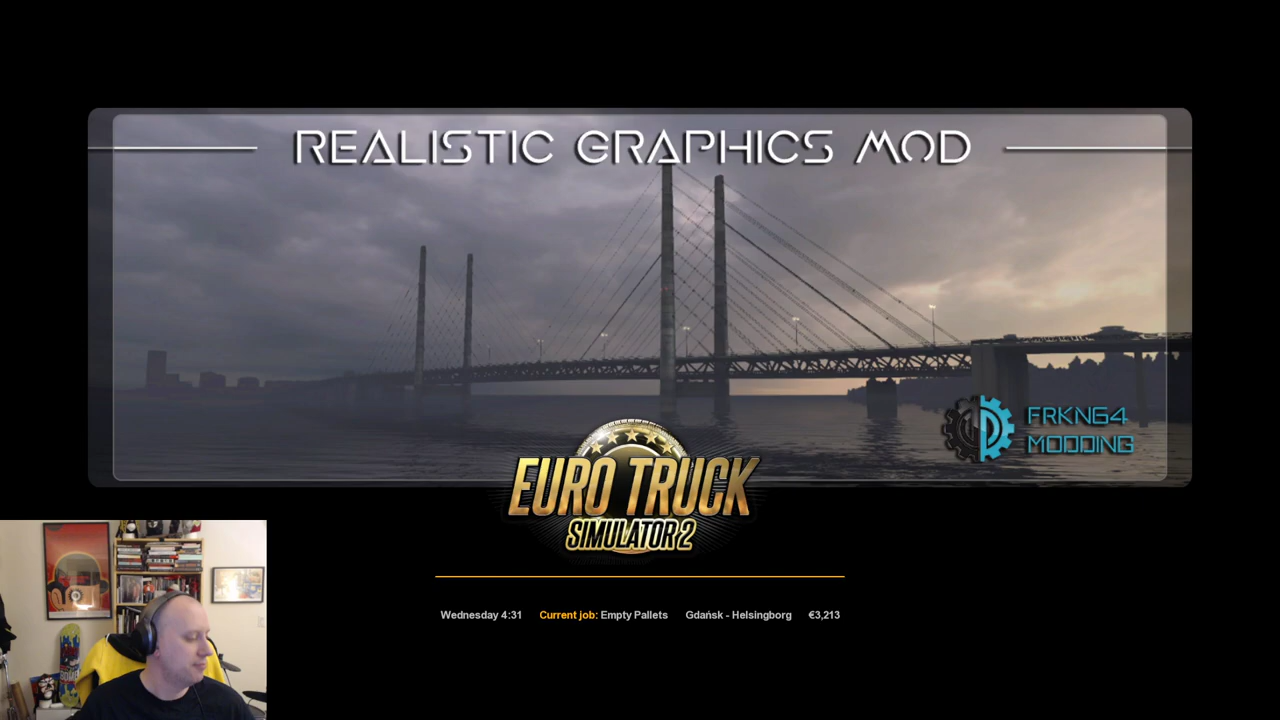 REALISTIC GRAPHICS MOD
FRKN64
MODDING
EURO TRUCK
SIMULATOR 2
Wednesday 4:31 Current job: Empty Pallets Gdańsk - Helsingborg €3,213